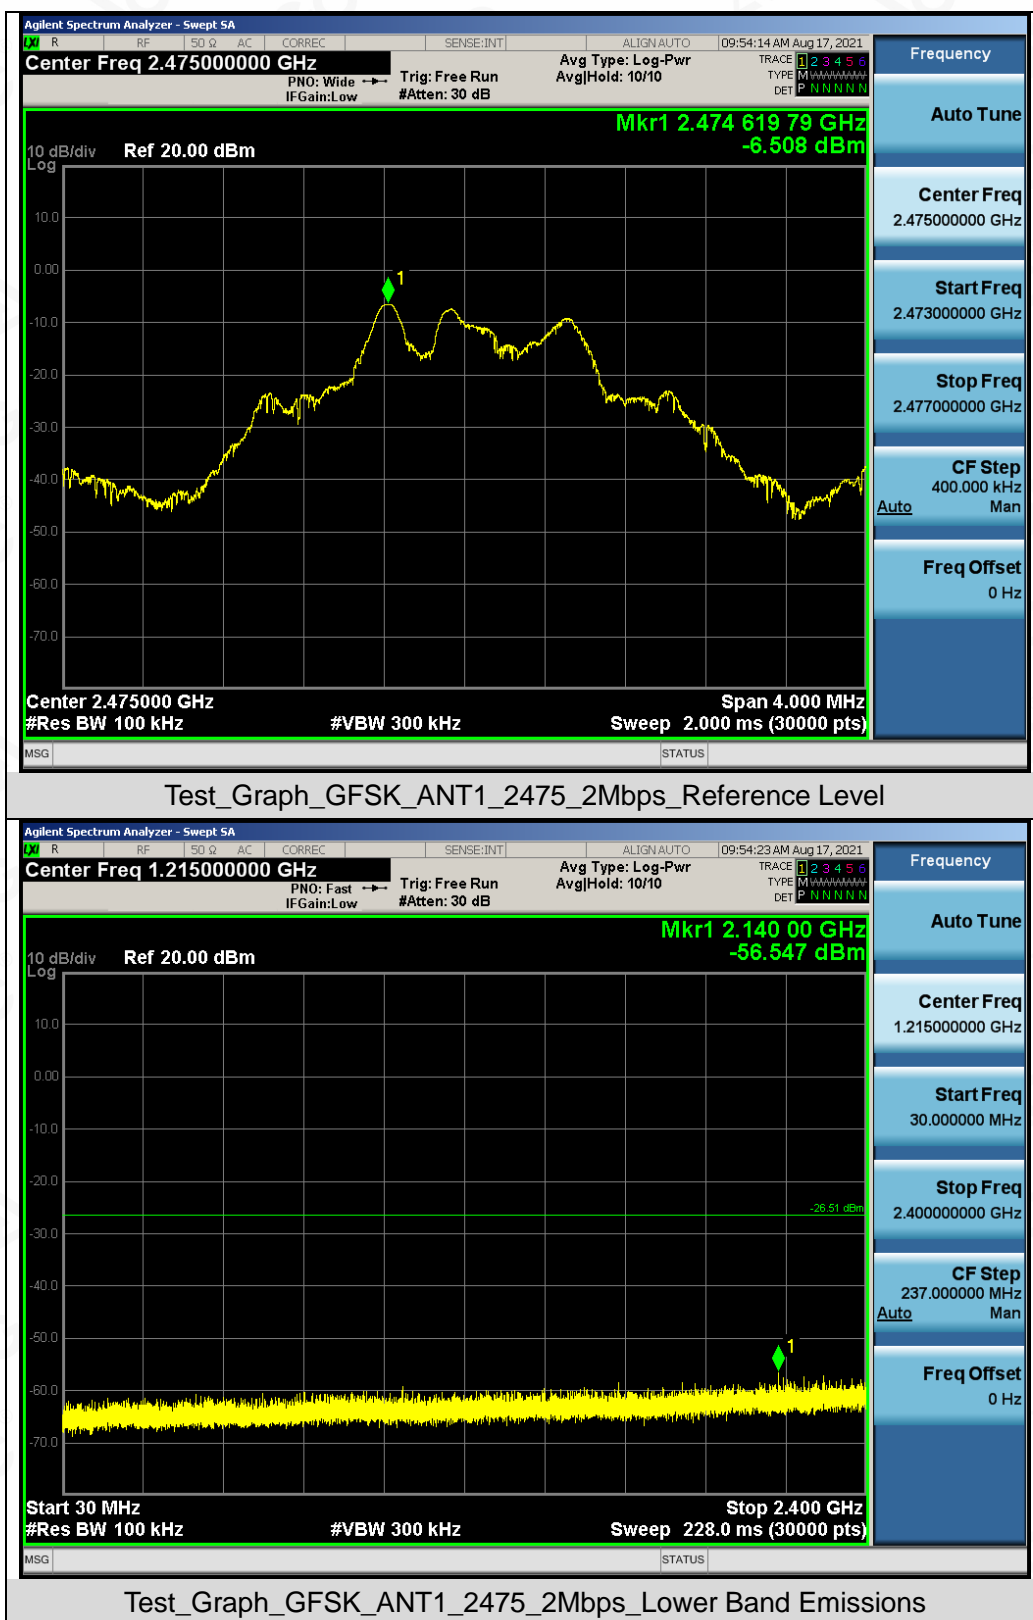 Agilent Spectrum Analyzer - Swept SA
LXI R RF 50 Ω AC CORREC SENSE:INT ALIGN AUTO 09:54:14 AM Aug 17, 2021
Center Freq 2.475000000 GHz
PNO: Wide
IFGain:Low
Trig: Free Run
#Atten: 30 dB
Avg Type: Log-Pwr
Avg|Hold: 10/10
TRACE 1 2 3 4 5 6
TYPE M WWWWW
DET P N N N N N
Frequency
Auto Tune
Mkr1 2.474 619 79 GHz
-6.508 dBm
10 dB/div Ref 20.00 dBm
Log
10.0
0.00
-10.0
-20.0
-30.0
-40.0
-50.0
-60.0
-70.0
1
Center Freq
2.475000000 GHz
Start Freq
2.473000000 GHz
Stop Freq
2.477000000 GHz
CF Step
400.000 kHz
Auto Man
Freq Offset
0 Hz
Center 2.475000 GHz Span 4.000 MHz
#Res BW 100 kHz #VBW 300 kHz Sweep 2.000 ms (30000 pts)
MSG STATUS
Test_Graph_GFSK_ANT1_2475_2Mbps_Reference Level
Agilent Spectrum Analyzer - Swept SA
LXI R RF 50 Ω AC CORREC SENSE:INT ALIGN AUTO 09:54:23 AM Aug 17, 2021
Center Freq 1.215000000 GHz
PNO: Fast
IFGain:Low
Trig: Free Run
#Atten: 30 dB
Avg Type: Log-Pwr
Avg|Hold: 10/10
TRACE 1 2 3 4 5 6
TYPE M WWWWW
DET P N N N N N
Frequency
Auto Tune
Mkr1 2.140 00 GHz
-56.547 dBm
10 dB/div Ref 20.00 dBm
Log
10.0
0.00
-10.0
-20.0
-30.0
-40.0
-50.0
-60.0
-70.0
-26.51 dBm
1
Center Freq
1.215000000 GHz
Start Freq
30.000000 MHz
Stop Freq
2.400000000 GHz
CF Step
237.000000 MHz
Auto Man
Freq Offset
0 Hz
Start 30 MHz Stop 2.400 GHz
#Res BW 100 kHz #VBW 300 kHz Sweep 228.0 ms (30000 pts)
MSG STATUS
Test_Graph_GFSK_ANT1_2475_2Mbps_Lower Band Emissions